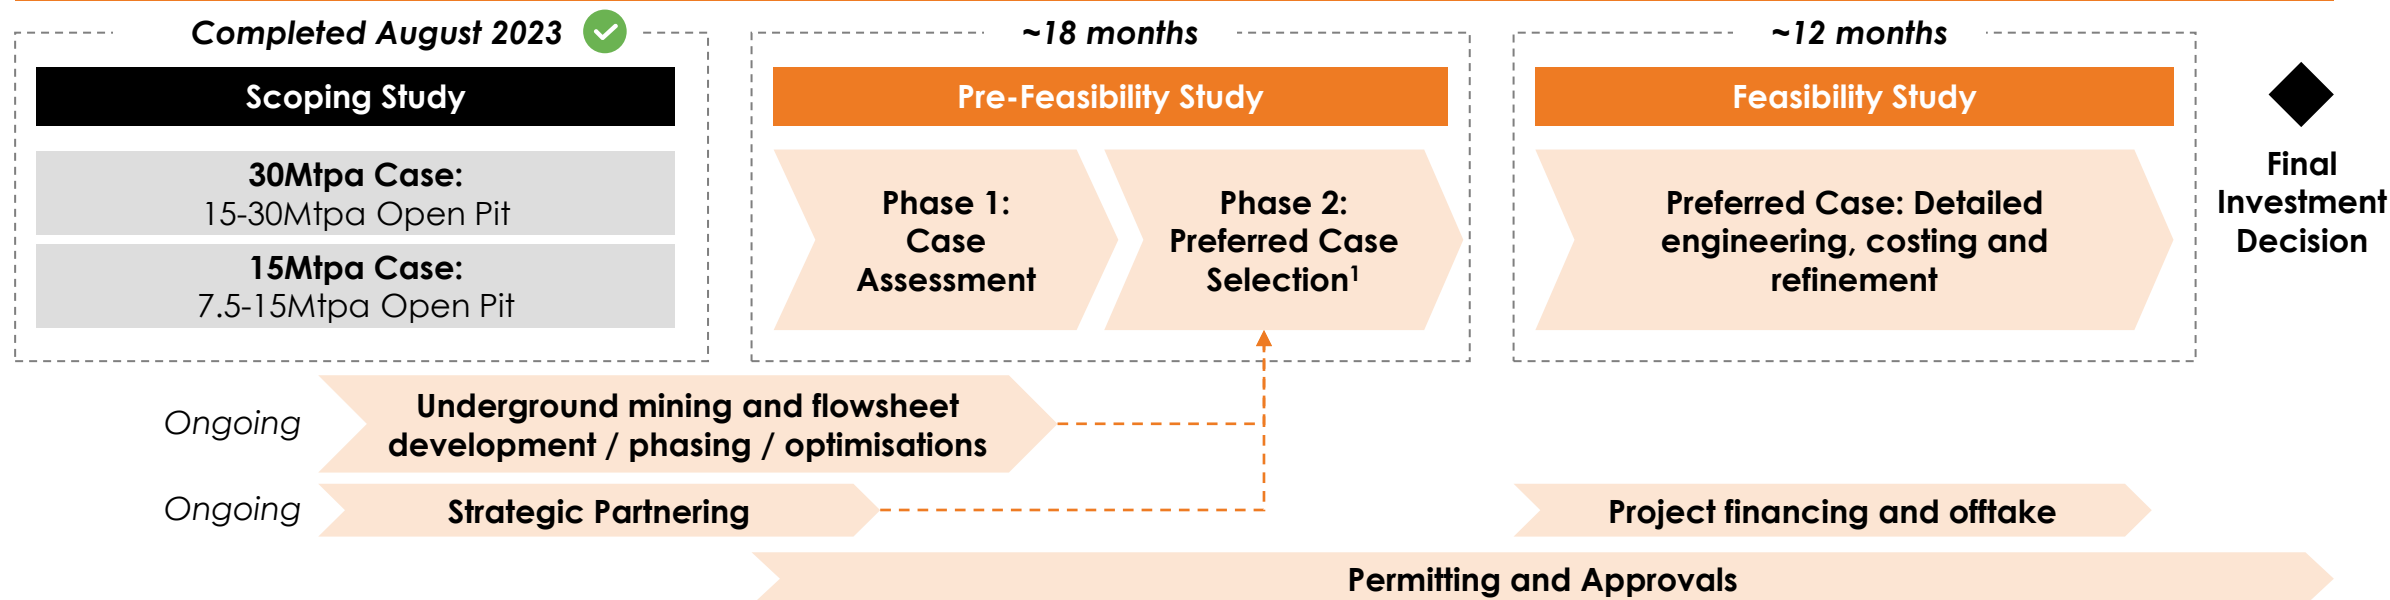 Completed August 2023
Scoping Study
30Mtpa Case:
15-30Mtpa Open Pit
15Mtpa Case:
7.5-15Mtpa Open Pit
~18 months
Pre-Feasibility Study
Phase 1:
Case
Assessment
Phase 2:
Preferred Case
Selection¹
~12 months
Feasibility Study
Preferred Case: Detailed
engineering, costing and
refinement
Final
Investment
Decision
Ongoing
Underground mining and flowsheet
development / phasing / optimisations
Ongoing
Strategic Partnering
Project financing and offtake
Permitting and Approvals